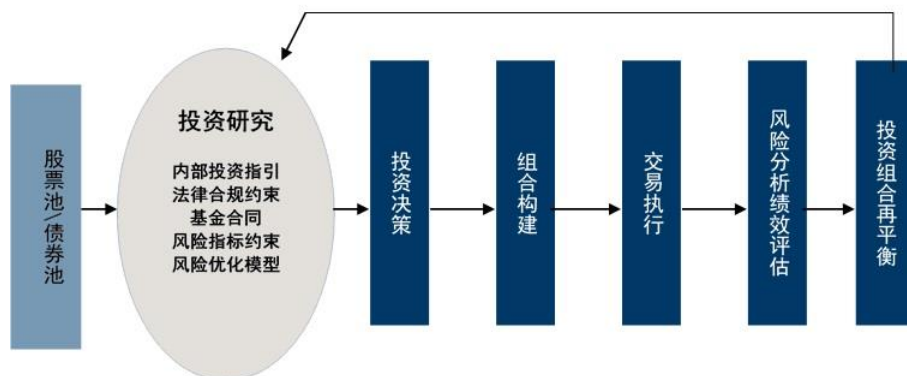 股票池\债券池
投资研究
内部投资指引
法律合规约束
基金合同
风险指标约束
风险优化模型
投资决策
组合构建
交易执行
风险分析绩效评估
投资组合再平衡